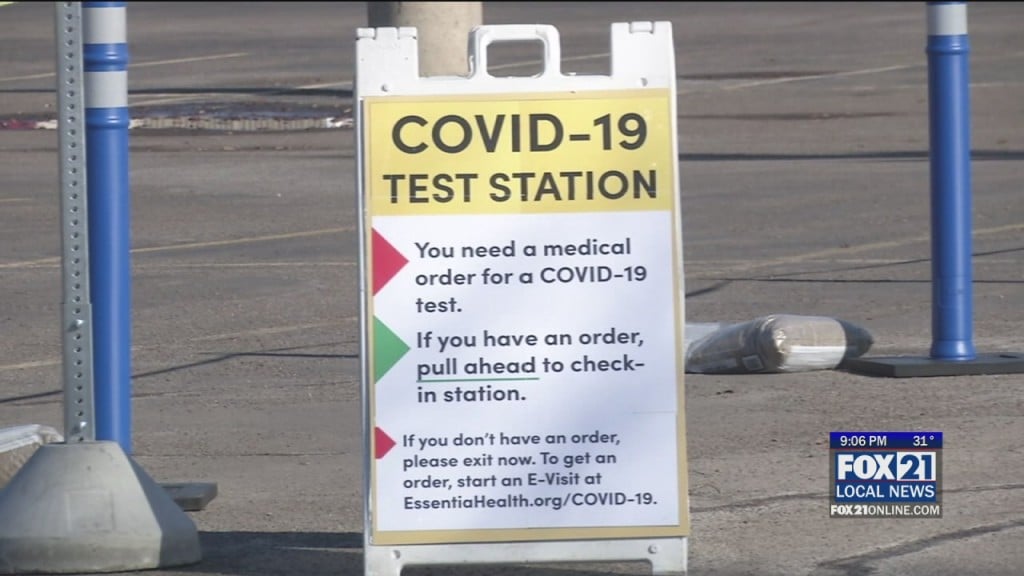 COVID-19
TEST STATION
You need a medical
order for a COVID-19
test.
If you have an order,
pull ahead to check-
in station.
If you don't have an order,
please exit now. To get an
order, start an E-Visit at
EssentiaHealth.org/COVID-19.
9:06 PM 31°
FOX21
LOCAL NEWS
FOX21ONLINE.COM